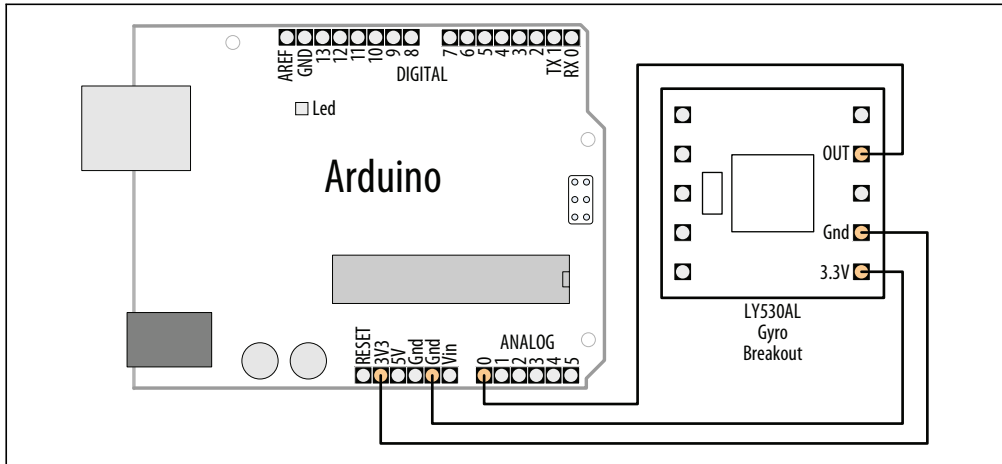 AREF
GND
13
12
11
10
9
8
7
6
5
4
3
2
TX 1
RX 0
DIGITAL
Led
Arduino
OUT
Gnd
3.3V
LY530AL
Gyro
Breakout
RESET
3V3
5V
Gnd
Gnd
Vin
ANALOG
0
1
2
3
4
5